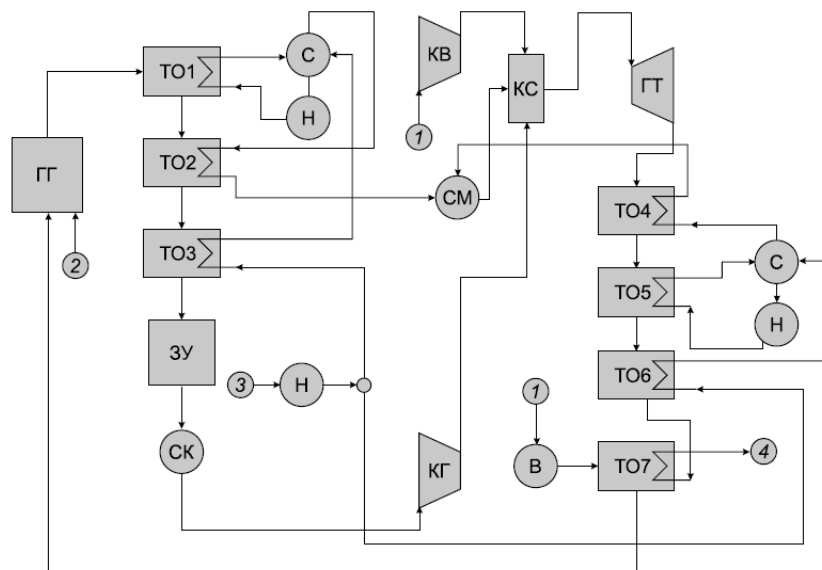 ТО1
С
КВ
КС
ГТ
Н
1
ГГ
ТО2
СМ
ТО4
2
ТО3
С
ТО5
Н
ЗУ
3
Н
ТО6
1
СК
КГ
В
ТО7
4